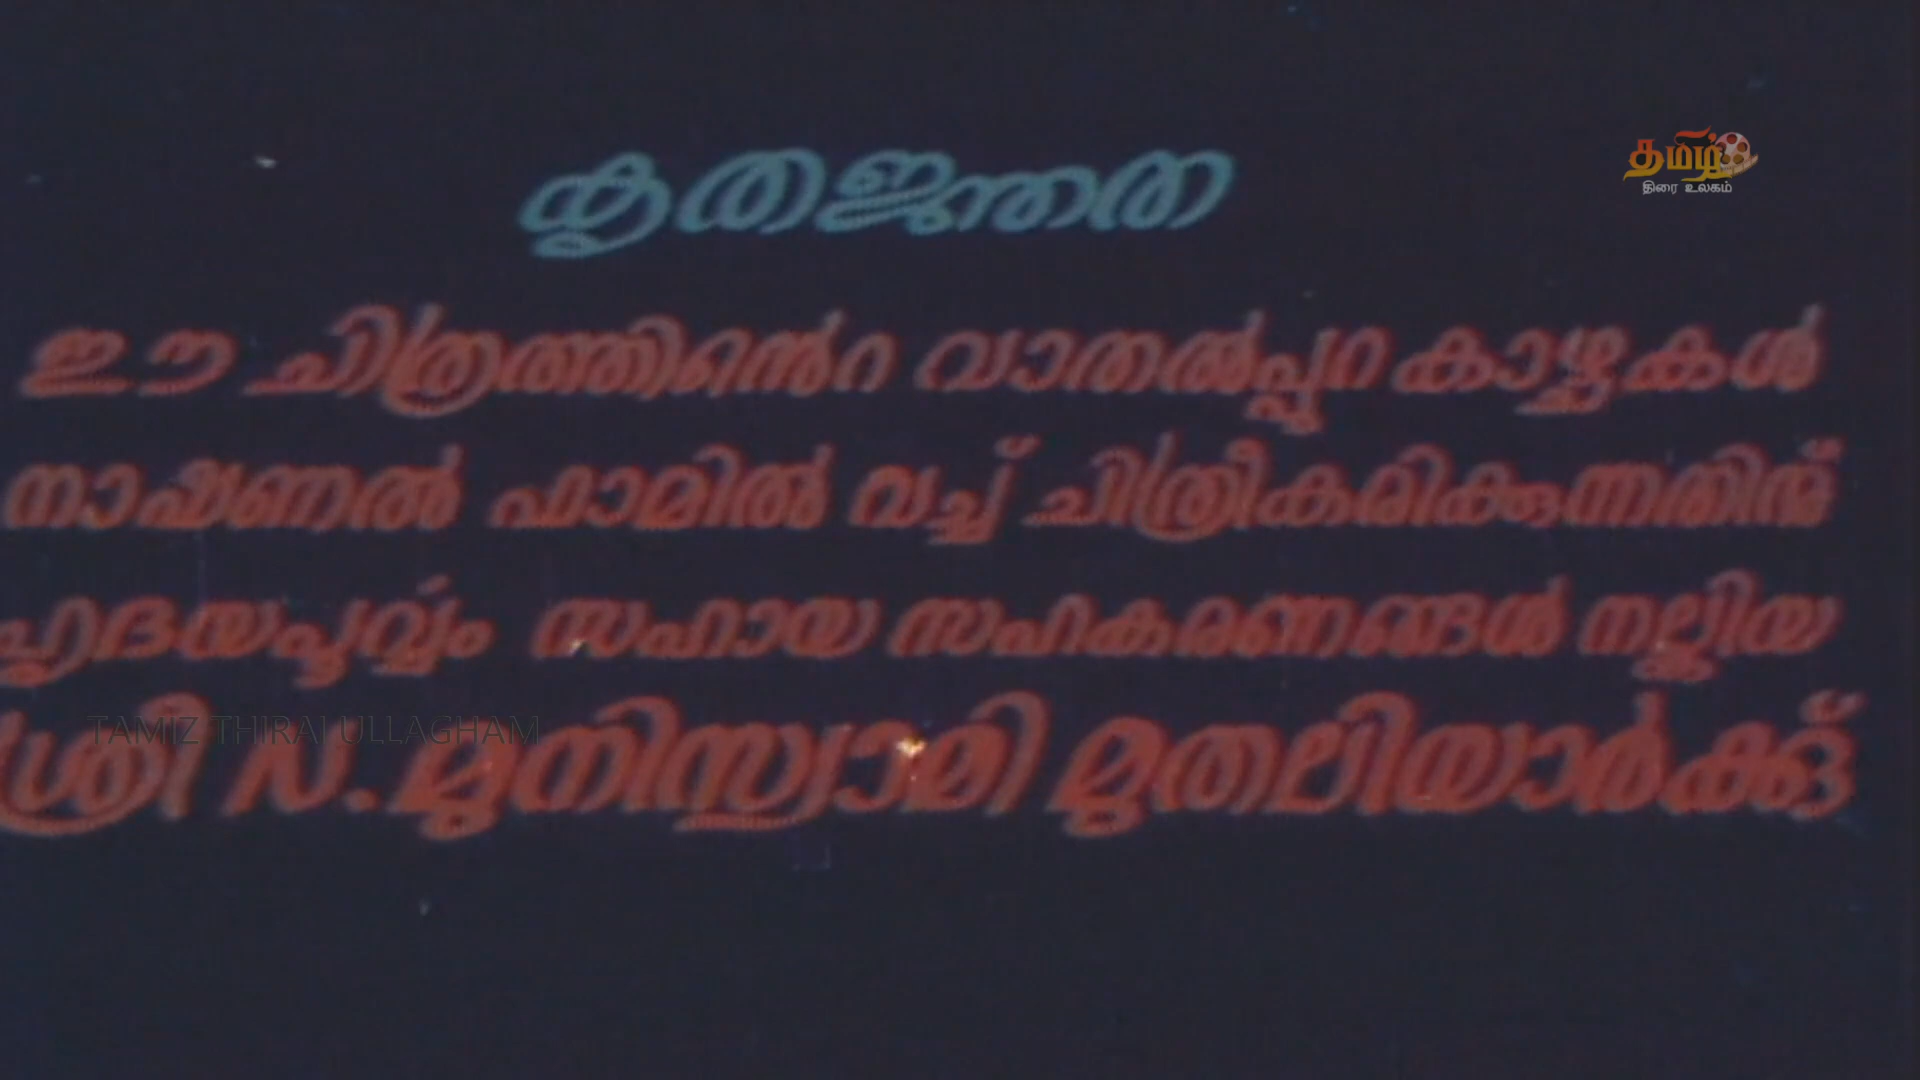 കൃതജ്ഞത
തமிழ்
திரை உலகம்
ഈ ചിത്രത്തിൻെറ വാതൽപ്പുറ കാഴ്ചകൾ
നാഷണൽ ഫാമിൽ വച്ച് ചിത്രീകരിക്കുന്നതിന്ന്
ഹൃദയപൂർവ്വം സഹായ സഹകരണങ്ങൾ നല്കിയ
TAMIZ THIRAI ULLAGHAM
ശ്രീ N. മുനിസ്വാമി മുതലിയാർക്കു്